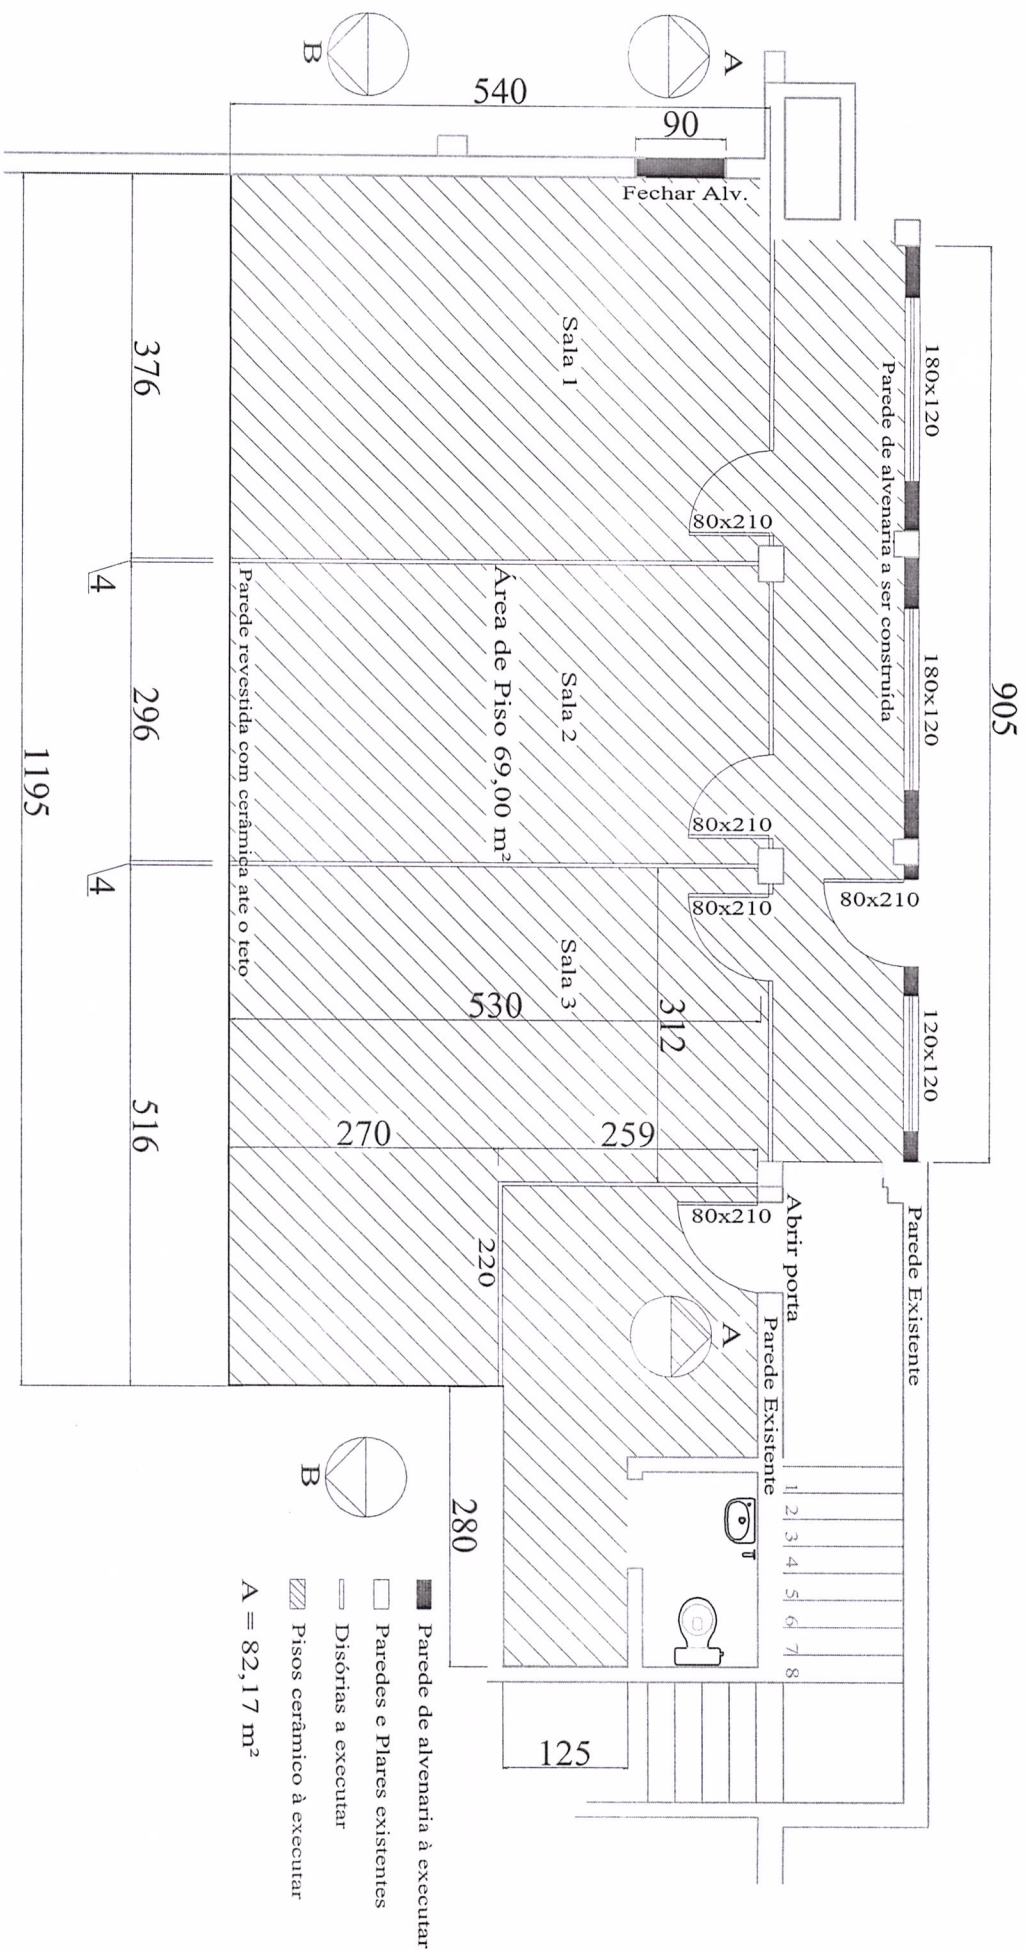 905
180x120
180x120
120x120
Parede de alvenaria a ser construída
80x210
Parede Existente
Abrir porta
Parede Existente
1 2 3 4 5 6 7 8
A
90
Fechar Alv.
540
B
80x210
80x210
80x210
80x210
A
Sala 1
Sala 2
Sala 3
312
259
Área de Piso 69,00 m²
530
220
270
280
125
Parede revestida com cerâmica ate o teto
B
376
4
296
4
516
1195
Parede de alvenaria à executar
Paredes e Plares existentes
Disórias a executar
Pisos cerâmico à executar
A = 82,17 m²